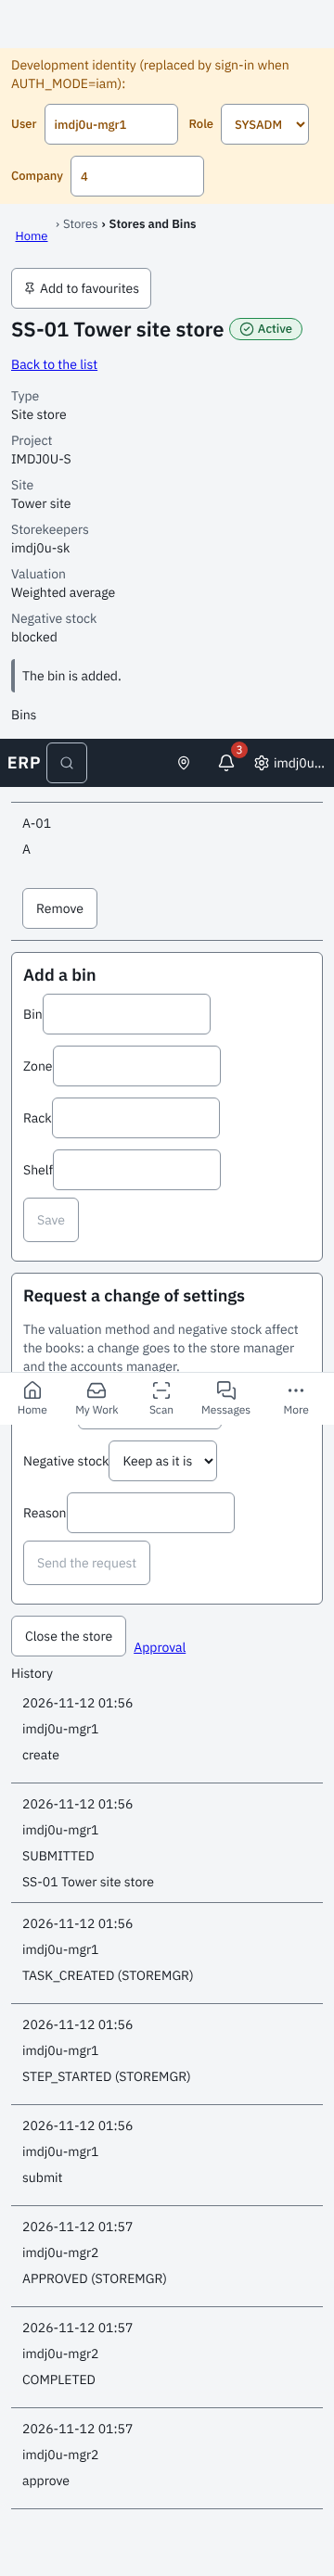 Development identity (replaced by sign-in when
AUTH_MODE=iam):
User imdj0u-mgr1 Role SYSADM
Company 4
Home › Stores › Stores and Bins
Add to favourites
SS-01 Tower site store Active
Back to the list
Type
Site store
Project
IMDJ0U-S
Site
Tower site
Storekeepers
imdj0u-sk
Valuation
Weighted average
Negative stock
blocked
The bin is added.
Bins
ERP 3 imdj0u...
A-01
A
Remove
Add a bin
Bin
Zone
Rack
Shelf
Save
Request a change of settings
The valuation method and negative stock affect
the books: a change goes to the store manager
and the accounts manager.
Home My Work Scan Messages More
Negative stock Keep as it is
Reason
Send the request
Close the store Approval
History
2026-11-12 01:56
imdj0u-mgr1
create
2026-11-12 01:56
imdj0u-mgr1
SUBMITTED
SS-01 Tower site store
2026-11-12 01:56
imdj0u-mgr1
TASK_CREATED (STOREMGR)
2026-11-12 01:56
imdj0u-mgr1
STEP_STARTED (STOREMGR)
2026-11-12 01:56
imdj0u-mgr1
submit
2026-11-12 01:57
imdj0u-mgr2
APPROVED (STOREMGR)
2026-11-12 01:57
imdj0u-mgr2
COMPLETED
2026-11-12 01:57
imdj0u-mgr2
approve